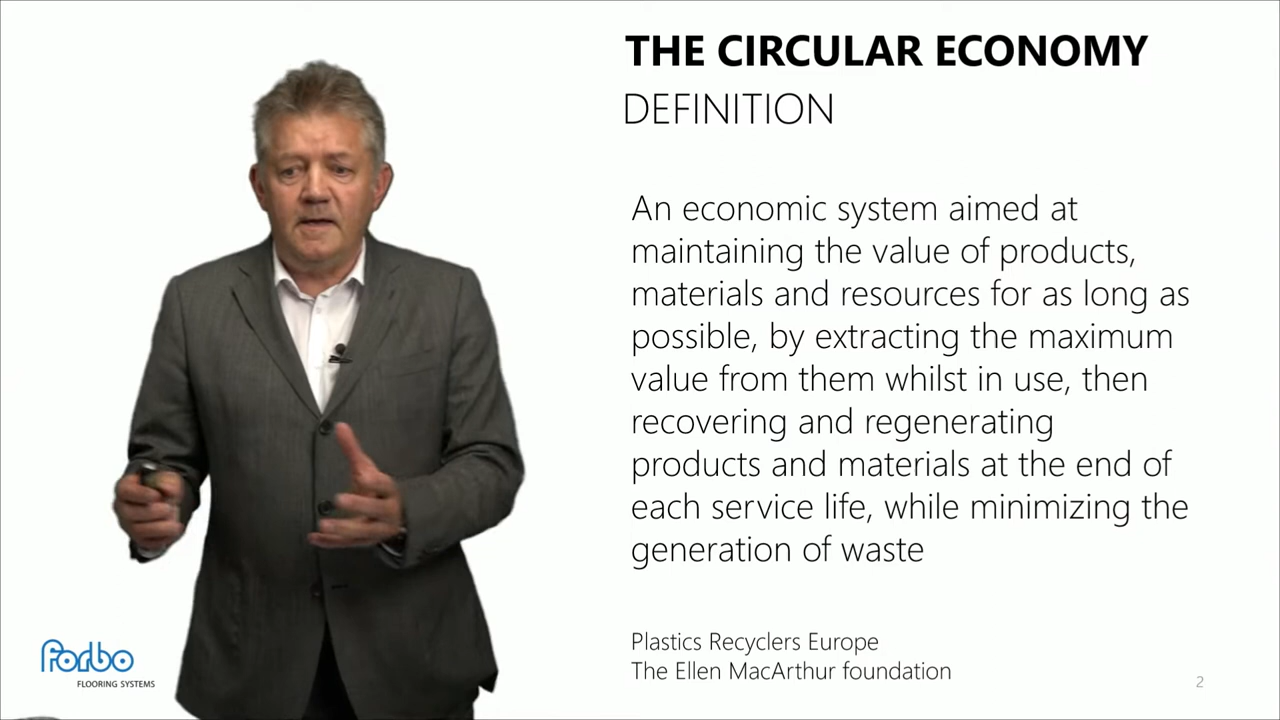 THE CIRCULAR ECONOMY
DEFINITION
An economic system aimed at
maintaining the value of products,
materials and resources for as long as
possible, by extracting the maximum
value from them whilst in use, then
recovering and regenerating
products and materials at the end of
each service life, while minimizing the
generation of waste
Plastics Recyclers Europe
The Ellen MacArthur foundation
Forbo
FLOORING SYSTEMS
2